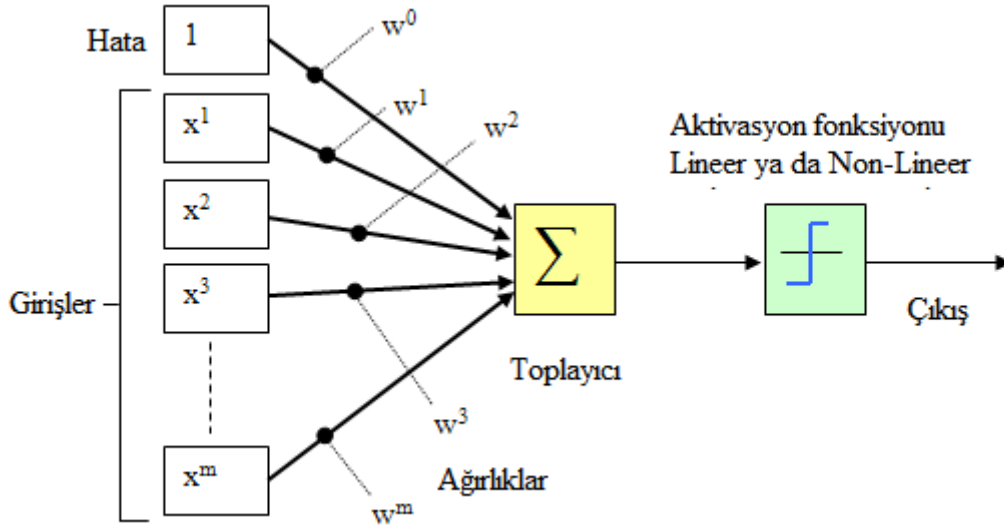 Hata
1
w⁰
x¹
w¹
w²
x²
x³
Girişler
w³
xᵐ
wᵐ
Ağırlıklar
∑
Toplayıcı
Aktivasyon fonksiyonu
Lineer ya da Non-Lineer
Çıkış